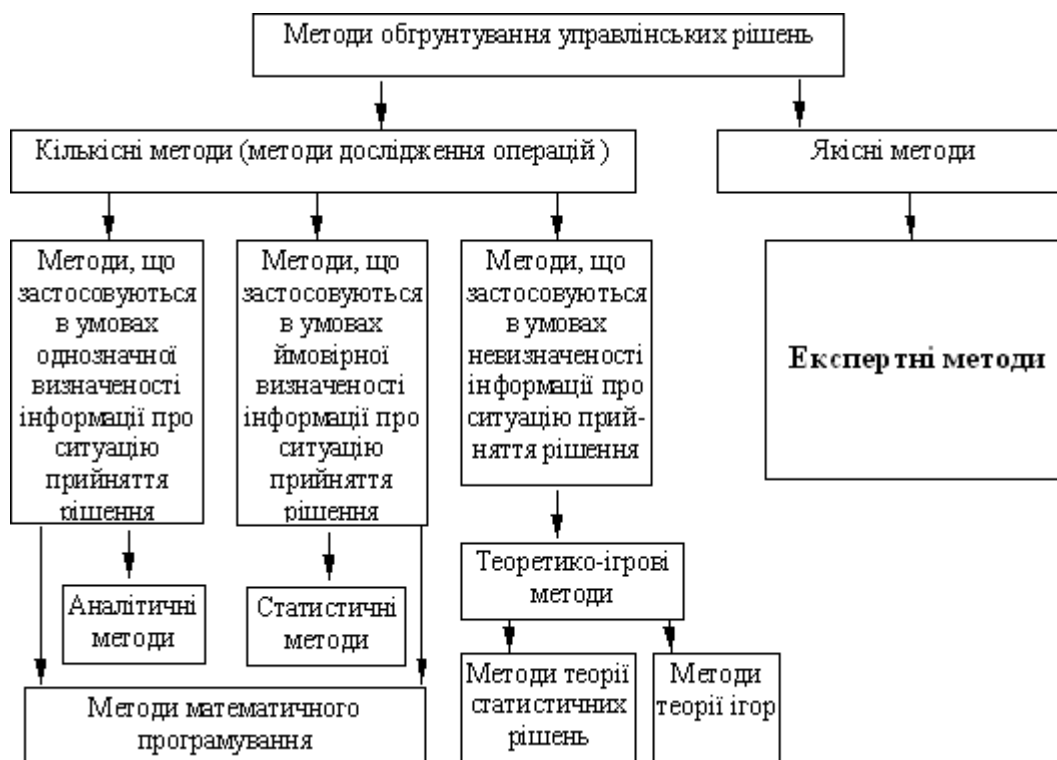 Методи обгрунтування управлінських рішень
Кількісні методи (методи дослідження операцій )
Якісні методи
Методи, що
застосовуються
в умовах
однозначної
визначеності
інформації про
ситуацію
прийняття
рішення
Методи, що
застосовуються
в умовах
ймовірної
визначеності
інформації про
ситуацію
прийняття
рішення
Методи, що
застосовуються
в умовах
невизначеності
інформації про
ситуацію прий-
няття рішення
Експертні методи
Аналітичні
методи
Статистичні
методи
Теоретико-ігрові
методи
Методи математичного
програмування
Методи теорії
статистичних
рішень
Методи
теорії ігор